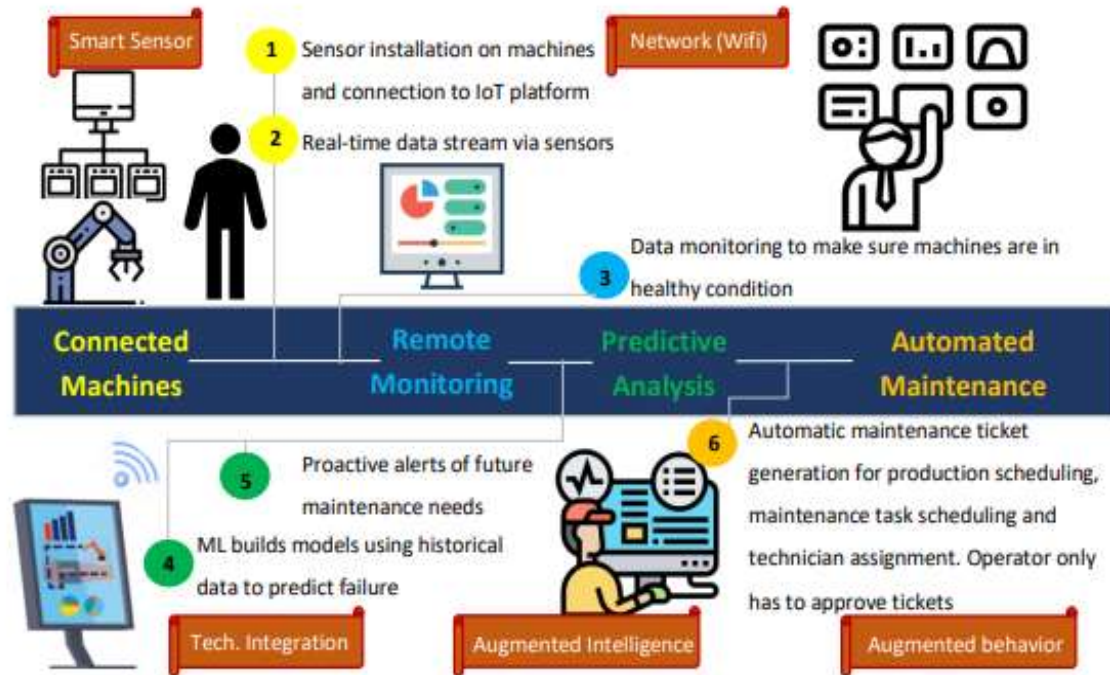 Smart Sensor
1
Sensor installation on machines
and connection to IoT platform
Network (Wifi)
2
Real-time data stream via sensors
3
Data monitoring to make sure machines are in
healthy condition
Connected
Machines
Remote
Monitoring
Predictive
Analysis
Automated
Maintenance
5
Proactive alerts of future
maintenance needs
4
ML builds models using historical
data to predict failure
6
Automatic maintenance ticket
generation for production scheduling,
maintenance task scheduling and
technician assignment. Operator only
has to approve tickets
Tech. Integration
Augmented Intelligence
Augmented behavior